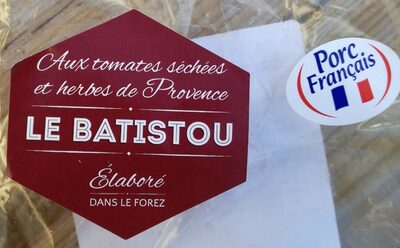 Aux tomates séchées
et herbes de Provence
LE BATISTOU
Élaboré
DANS LE FOREZ
Porc
Français